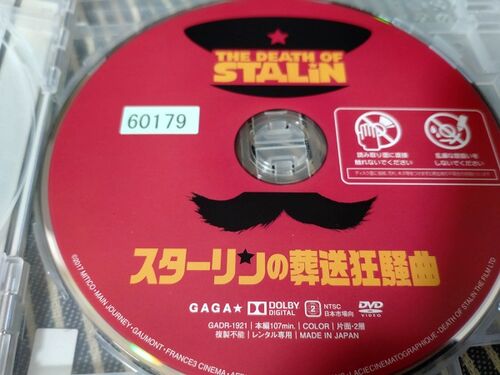 THE DEATH OF
STALiN
60179
読み取り面に直接
触れないでください
乱暴な取扱いを
しないでください
スターリンの葬送狂騒曲
GAGA★ DOLBY DIGITAL 2 NTSC 日本市場向 DVD VIDEO
GADR-1921 | 本編107min. | COLOR | 片面・2層
複製不能 | レンタル専用 | MADE IN JAPAN
©2017 MITICO・MAIN JOURNEY・GAUMONT・FRANCE3 CINEMA・
LACIE CINEMATOGRAPHIQUE・DEATH OF STALIN THE FILM LTD